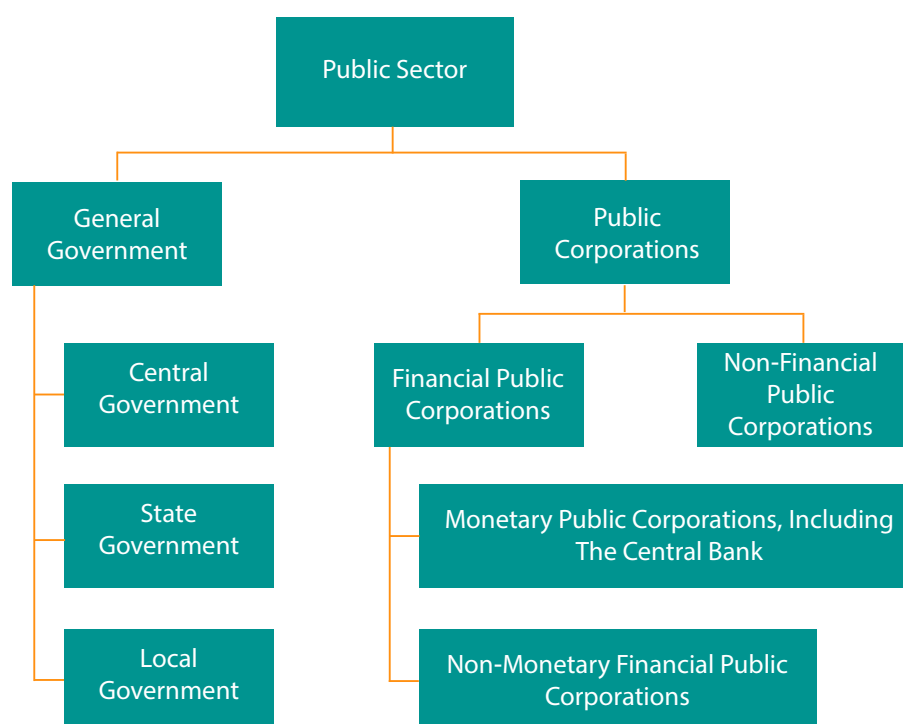 Public Sector
General
Government
Public
Corporations
Central
Government
State
Government
Local
Government
Financial Public
Corporations
Non-Financial
Public
Corporations
Monetary Public Corporations, Including
The Central Bank
Non-Monetary Financial Public
Corporations